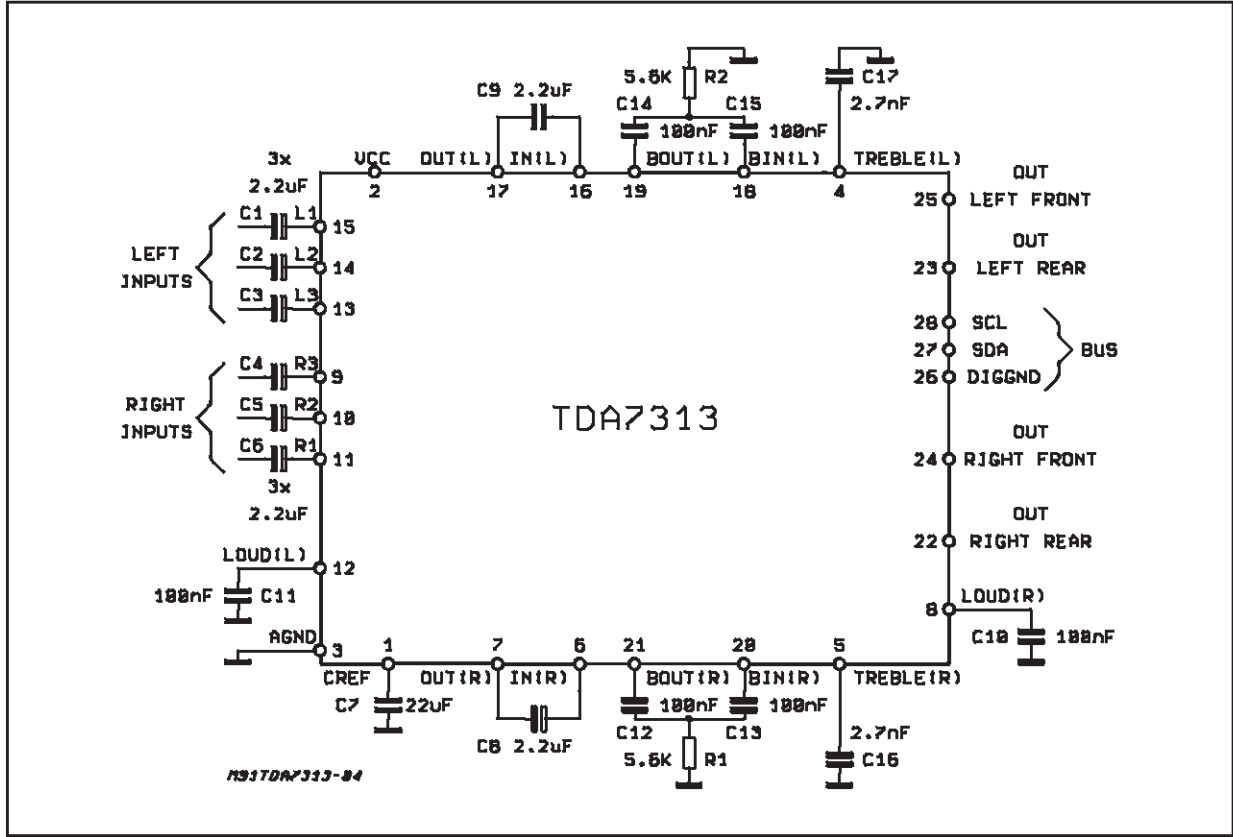 5.6K R2
C17
C9 2.2uF
C14
C15
2.7nF
100nF
100nF
3x
VCC
OUT(L)
IN(L)
BOUT(L)
BIN(L)
TREBLE(L)
2.2uF
2
17
16
19
18
4
OUT
25 LEFT FRONT
C1 L1
15
LEFT
INPUTS
C2 L2
14
OUT
23 LEFT REAR
C3 L3
13
28 SCL
27 SDA
26 DIGGND
BUS
C4 R3
9
RIGHT
INPUTS
C5 R2
10
TDA7313
C6 R1
11
OUT
24 RIGHT FRONT
3x
2.2uF
OUT
22 RIGHT REAR
LOUD(L)
12
100nF C11
LOUD(R)
8
C10 100nF
AGND
3
1
7
6
21
20
5
CREF
OUT(R)
IN(R)
BOUT(R)
BIN(R)
TREBLE(R)
C7 22uF
100nF
100nF
C12
C13
2.7nF
C8 2.2uF
5.6K R1
C16
M93TDA7313-04